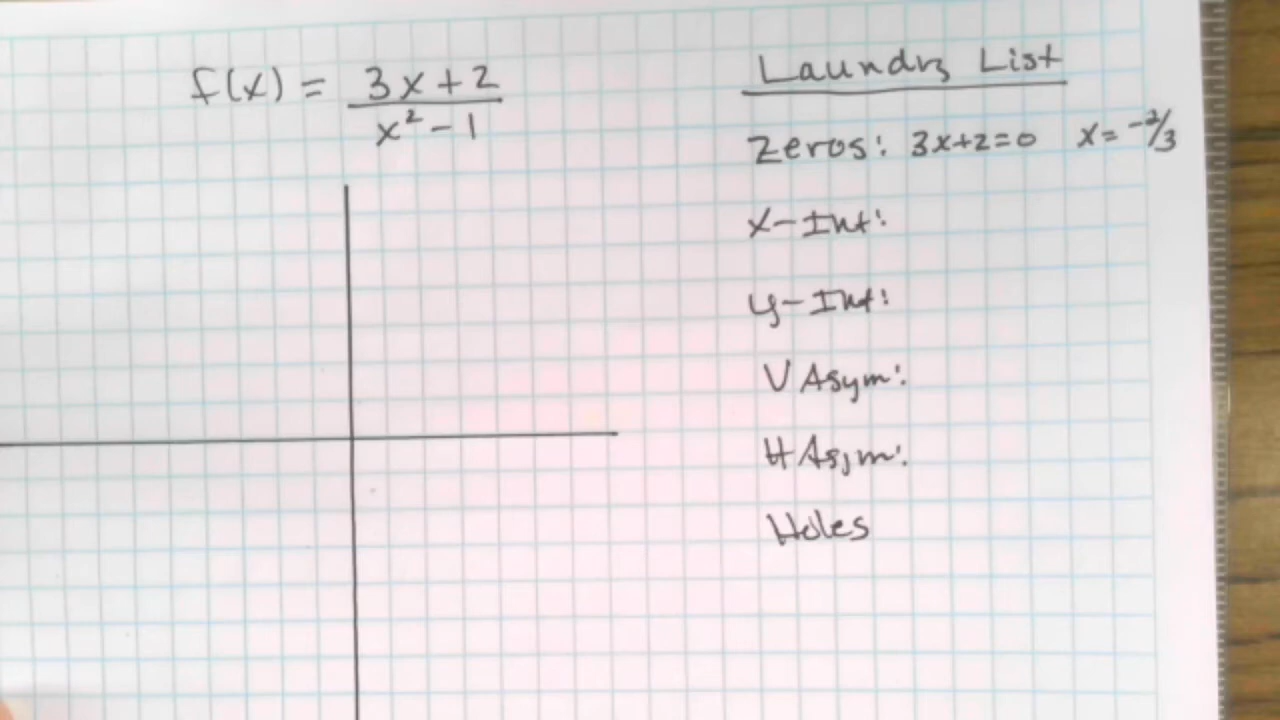 f(x) = 3x+2
x² - 1
Laundry List
Zeros: 3x+2=0 x= -2/3
X-Int:
y-Int:
V Asym:
H Asym:
Holes